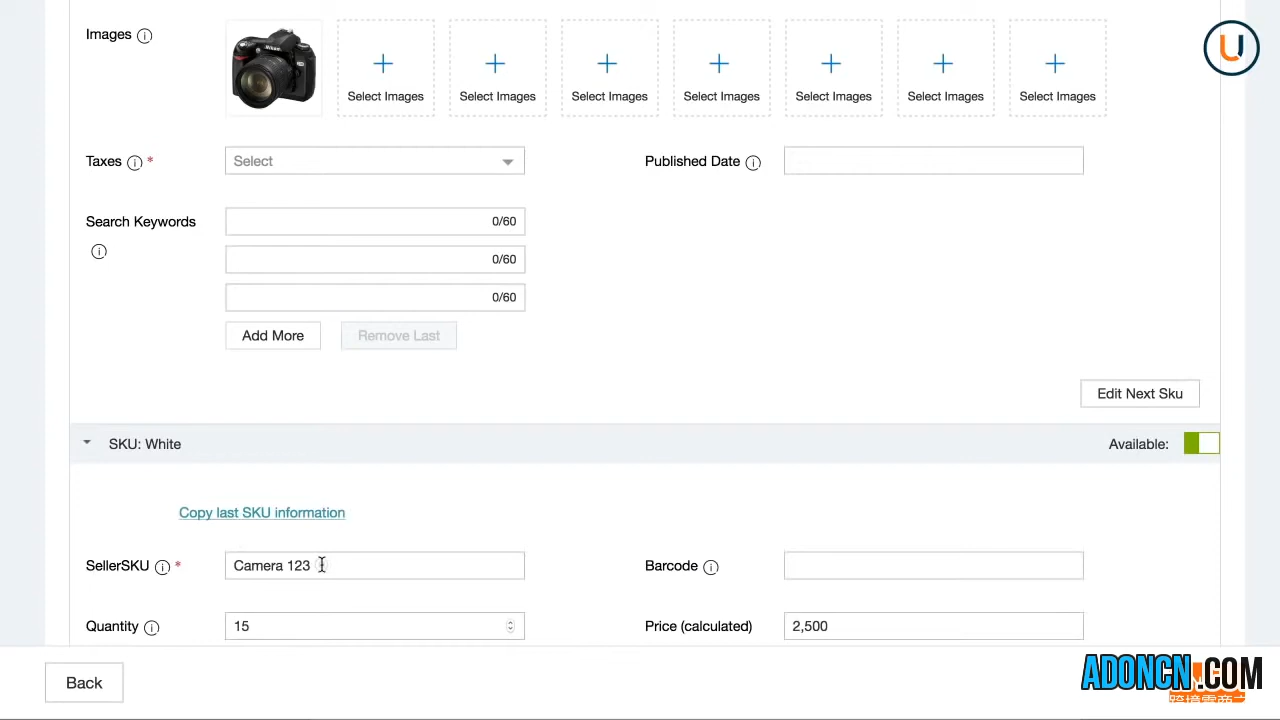 Images
Nikon
Select Images
Select Images
Select Images
Select Images
Select Images
Select Images
Select Images
Taxes *
Select
Published Date
Search Keywords
0/60
0/60
0/60
Add More
Remove Last
Edit Next Sku
SKU: White
Available:
Copy last SKU information
SellerSKU *
Camera 123
Barcode
Quantity
15
Price (calculated)
2,500
Back
ADONCN.COM